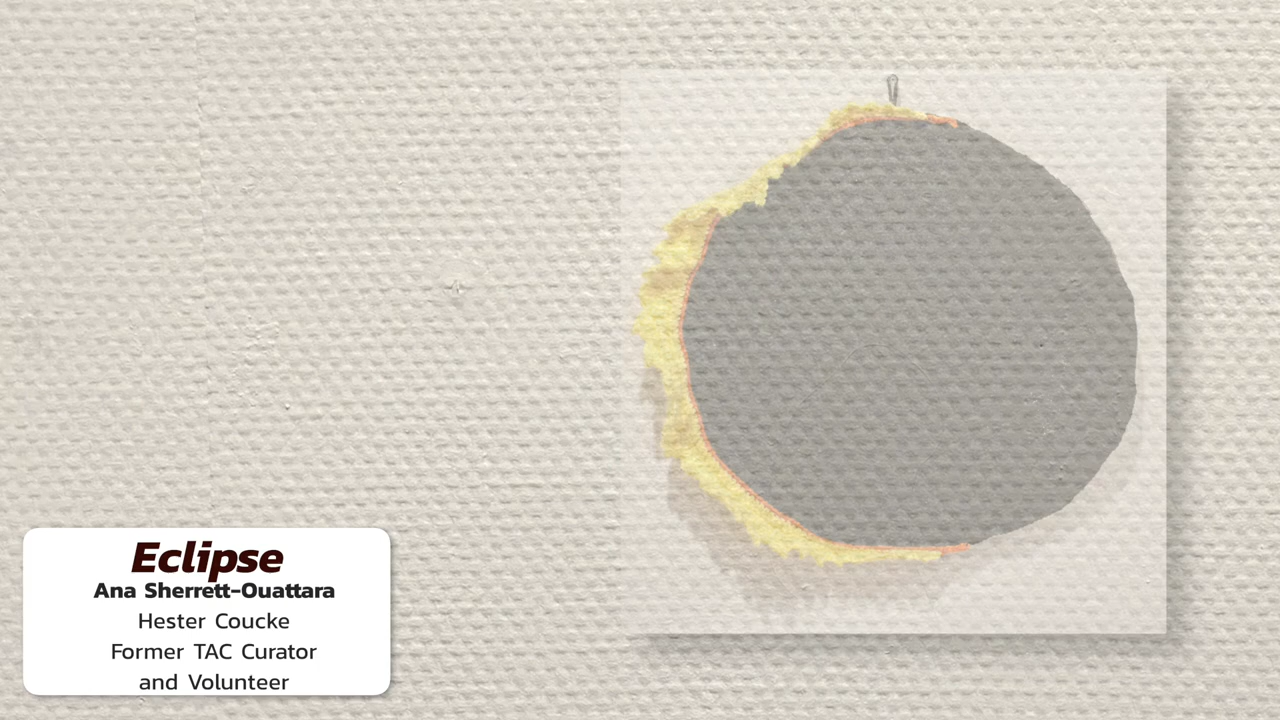 Eclipse
Ana Sherrett-Ouattara
Hester Coucke
Former TAC Curator
and Volunteer